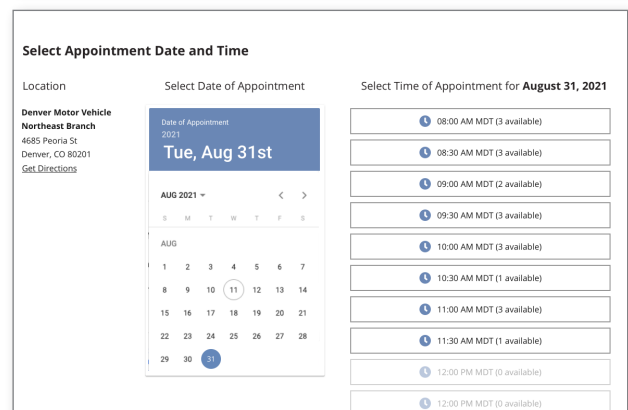 Select Appointment Date and Time
Location
Denver Motor Vehicle
Northeast Branch
4685 Peoria St
Denver, CO 80201
Get Directions
Select Date of Appointment
Date of Appointment
2021
Tue, Aug 31st
AUG 2021
S M T W T F S
AUG
1 2 3 4 5 6 7
8 9 10 11 12 13 14
15 16 17 18 19 20 21
22 23 24 25 26 27 28
29 30 31
Select Time of Appointment for August 31, 2021
08:00 AM MDT (3 available)
08:30 AM MDT (3 available)
09:00 AM MDT (2 available)
09:30 AM MDT (3 available)
10:00 AM MDT (3 available)
10:30 AM MDT (1 available)
11:00 AM MDT (3 available)
11:30 AM MDT (1 available)
12:00 PM MDT (0 available)
12:00 PM MDT (0 available)